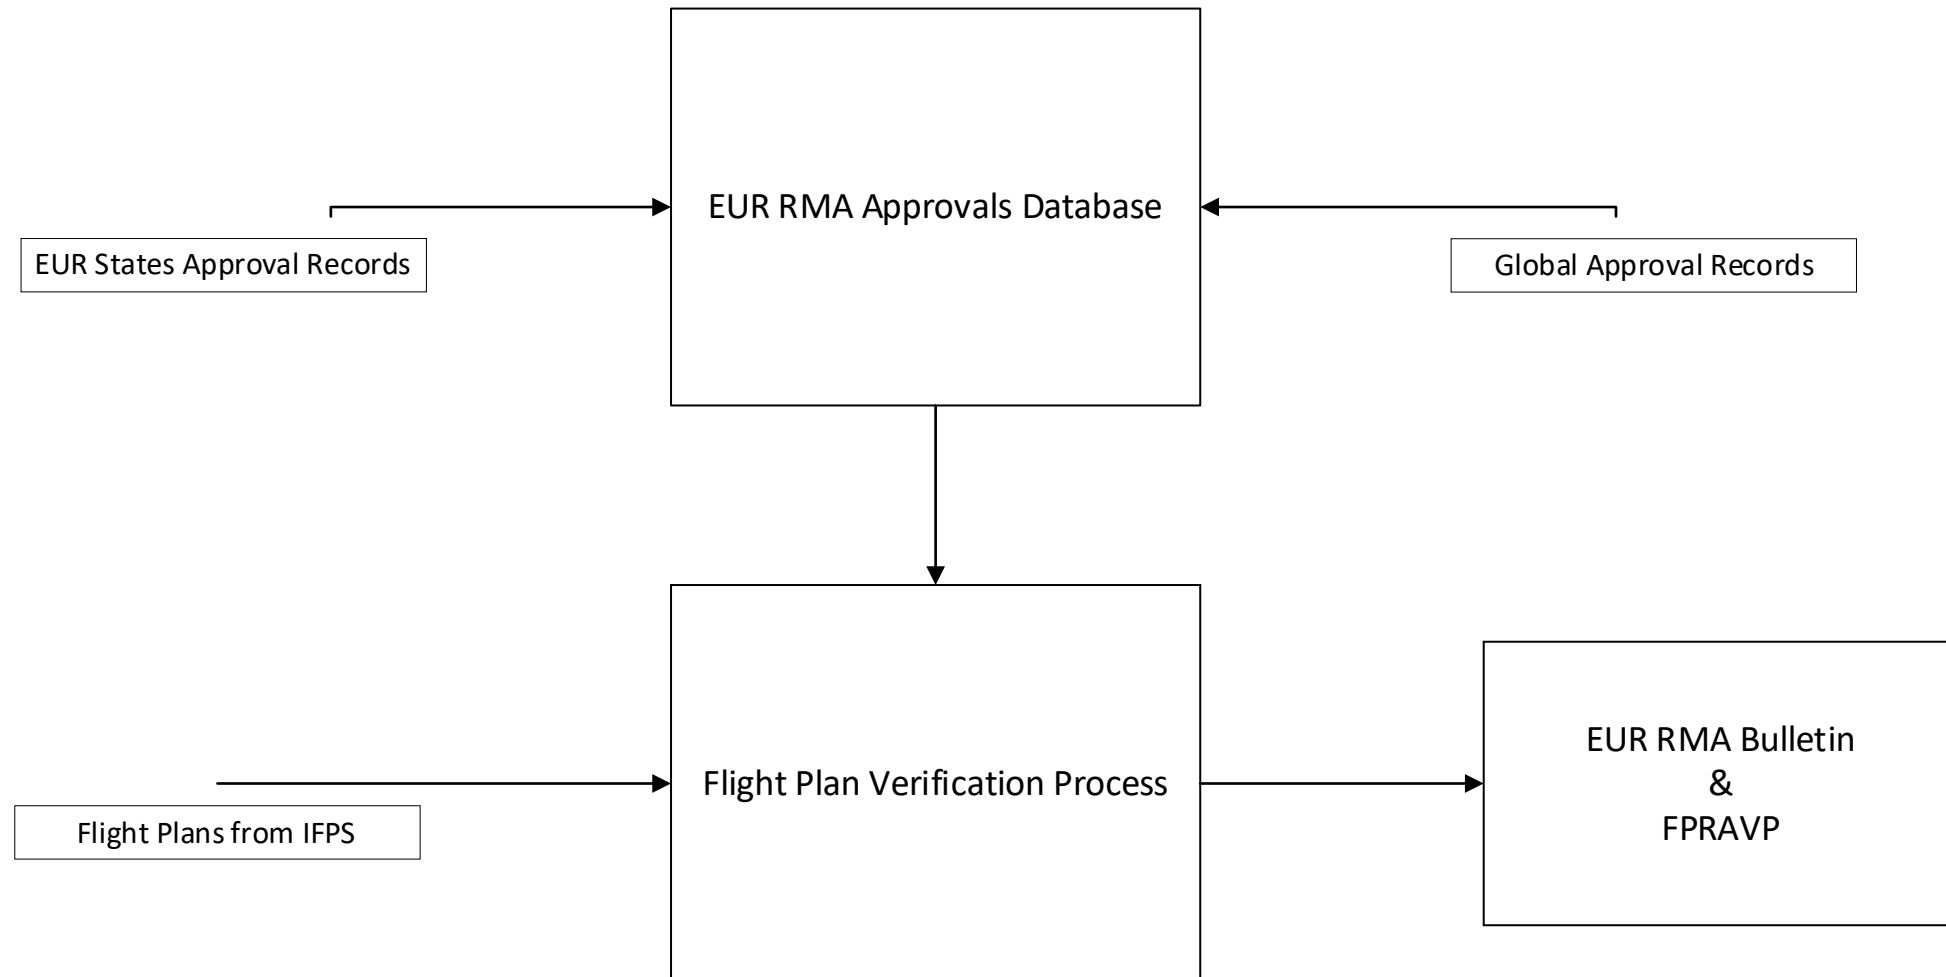 EUR RMA Approvals Database
EUR States Approval Records
Global Approval Records
Flight Plan Verification Process
Flight Plans from IFPS
EUR RMA Bulletin
&
FPRAVP